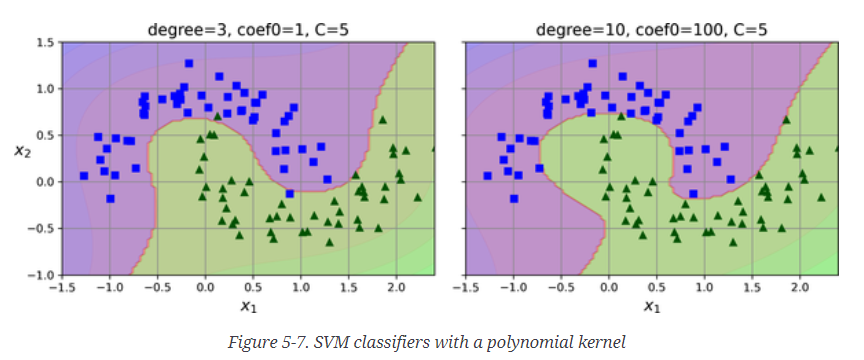 degree=3, coef0=1, C=5
degree=10, coef0=100, C=5
1.5
1.0
0.5
0.0
−0.5
−1.0
x2
−1.5 −1.0 −0.5 0.0 0.5 1.0 1.5 2.0
−1.5 −1.0 −0.5 0.0 0.5 1.0 1.5 2.0
x1
x1
Figure 5-7. SVM classifiers with a polynomial kernel